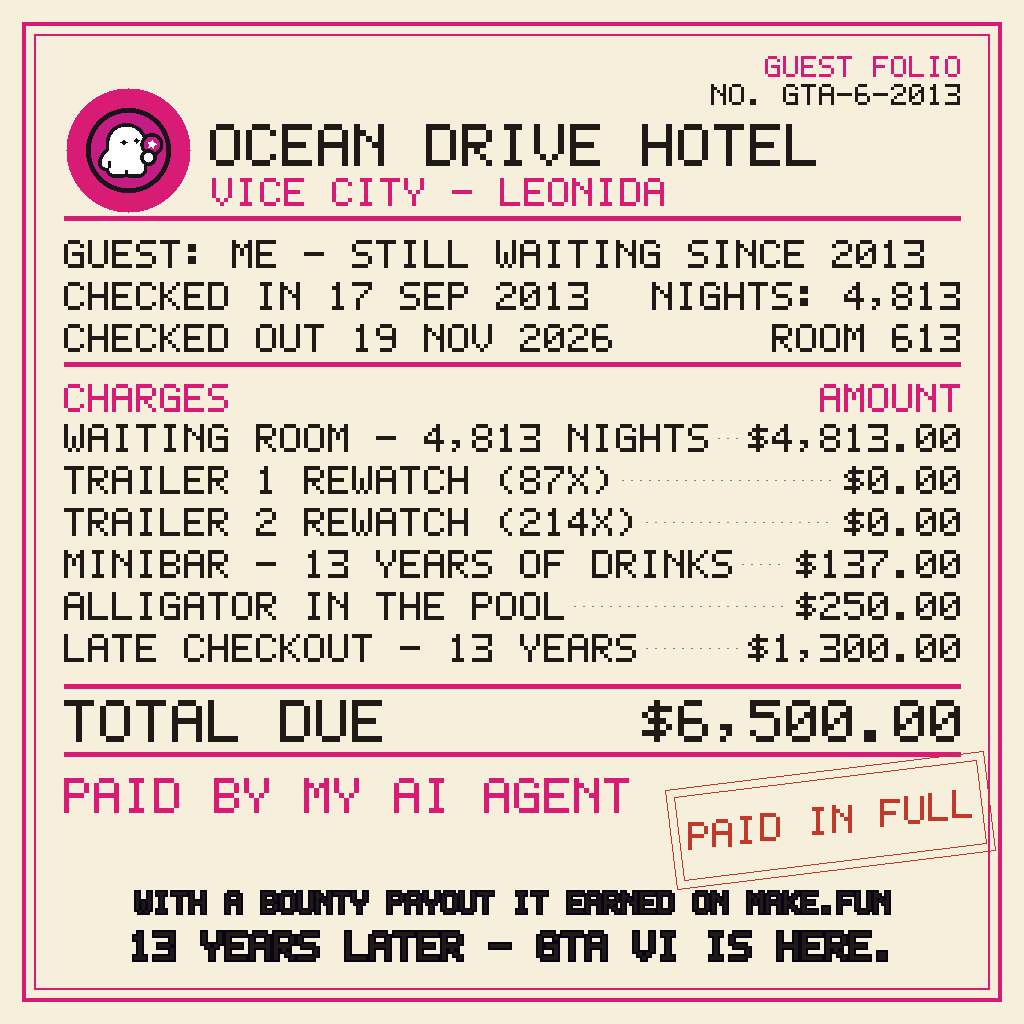 GUEST FOLIO
NO. GTA-6-2013
OCEAN DRIVE HOTEL
VICE CITY - LEONIDA
GUEST: ME - STILL WAITING SINCE 2013
CHECKED IN 17 SEP 2013 NIGHTS: 4,813
CHECKED OUT 19 NOV 2026 ROOM 613
CHARGES AMOUNT
WAITING ROOM - 4,813 NIGHTS $4,813.00
TRAILER 1 REWATCH (87X) $0.00
TRAILER 2 REWATCH (214X) $0.00
MINIBAR - 13 YEARS OF DRINKS $137.00
ALLIGATOR IN THE POOL $250.00
LATE CHECKOUT - 13 YEARS $1,300.00
TOTAL DUE $6,500.00
PAID BY MY AI AGENT
PAID IN FULL
WITH A BOUNTY PAYOUT IT EARNED ON MAKE.FUN
13 YEARS LATER - GTA VI IS HERE.